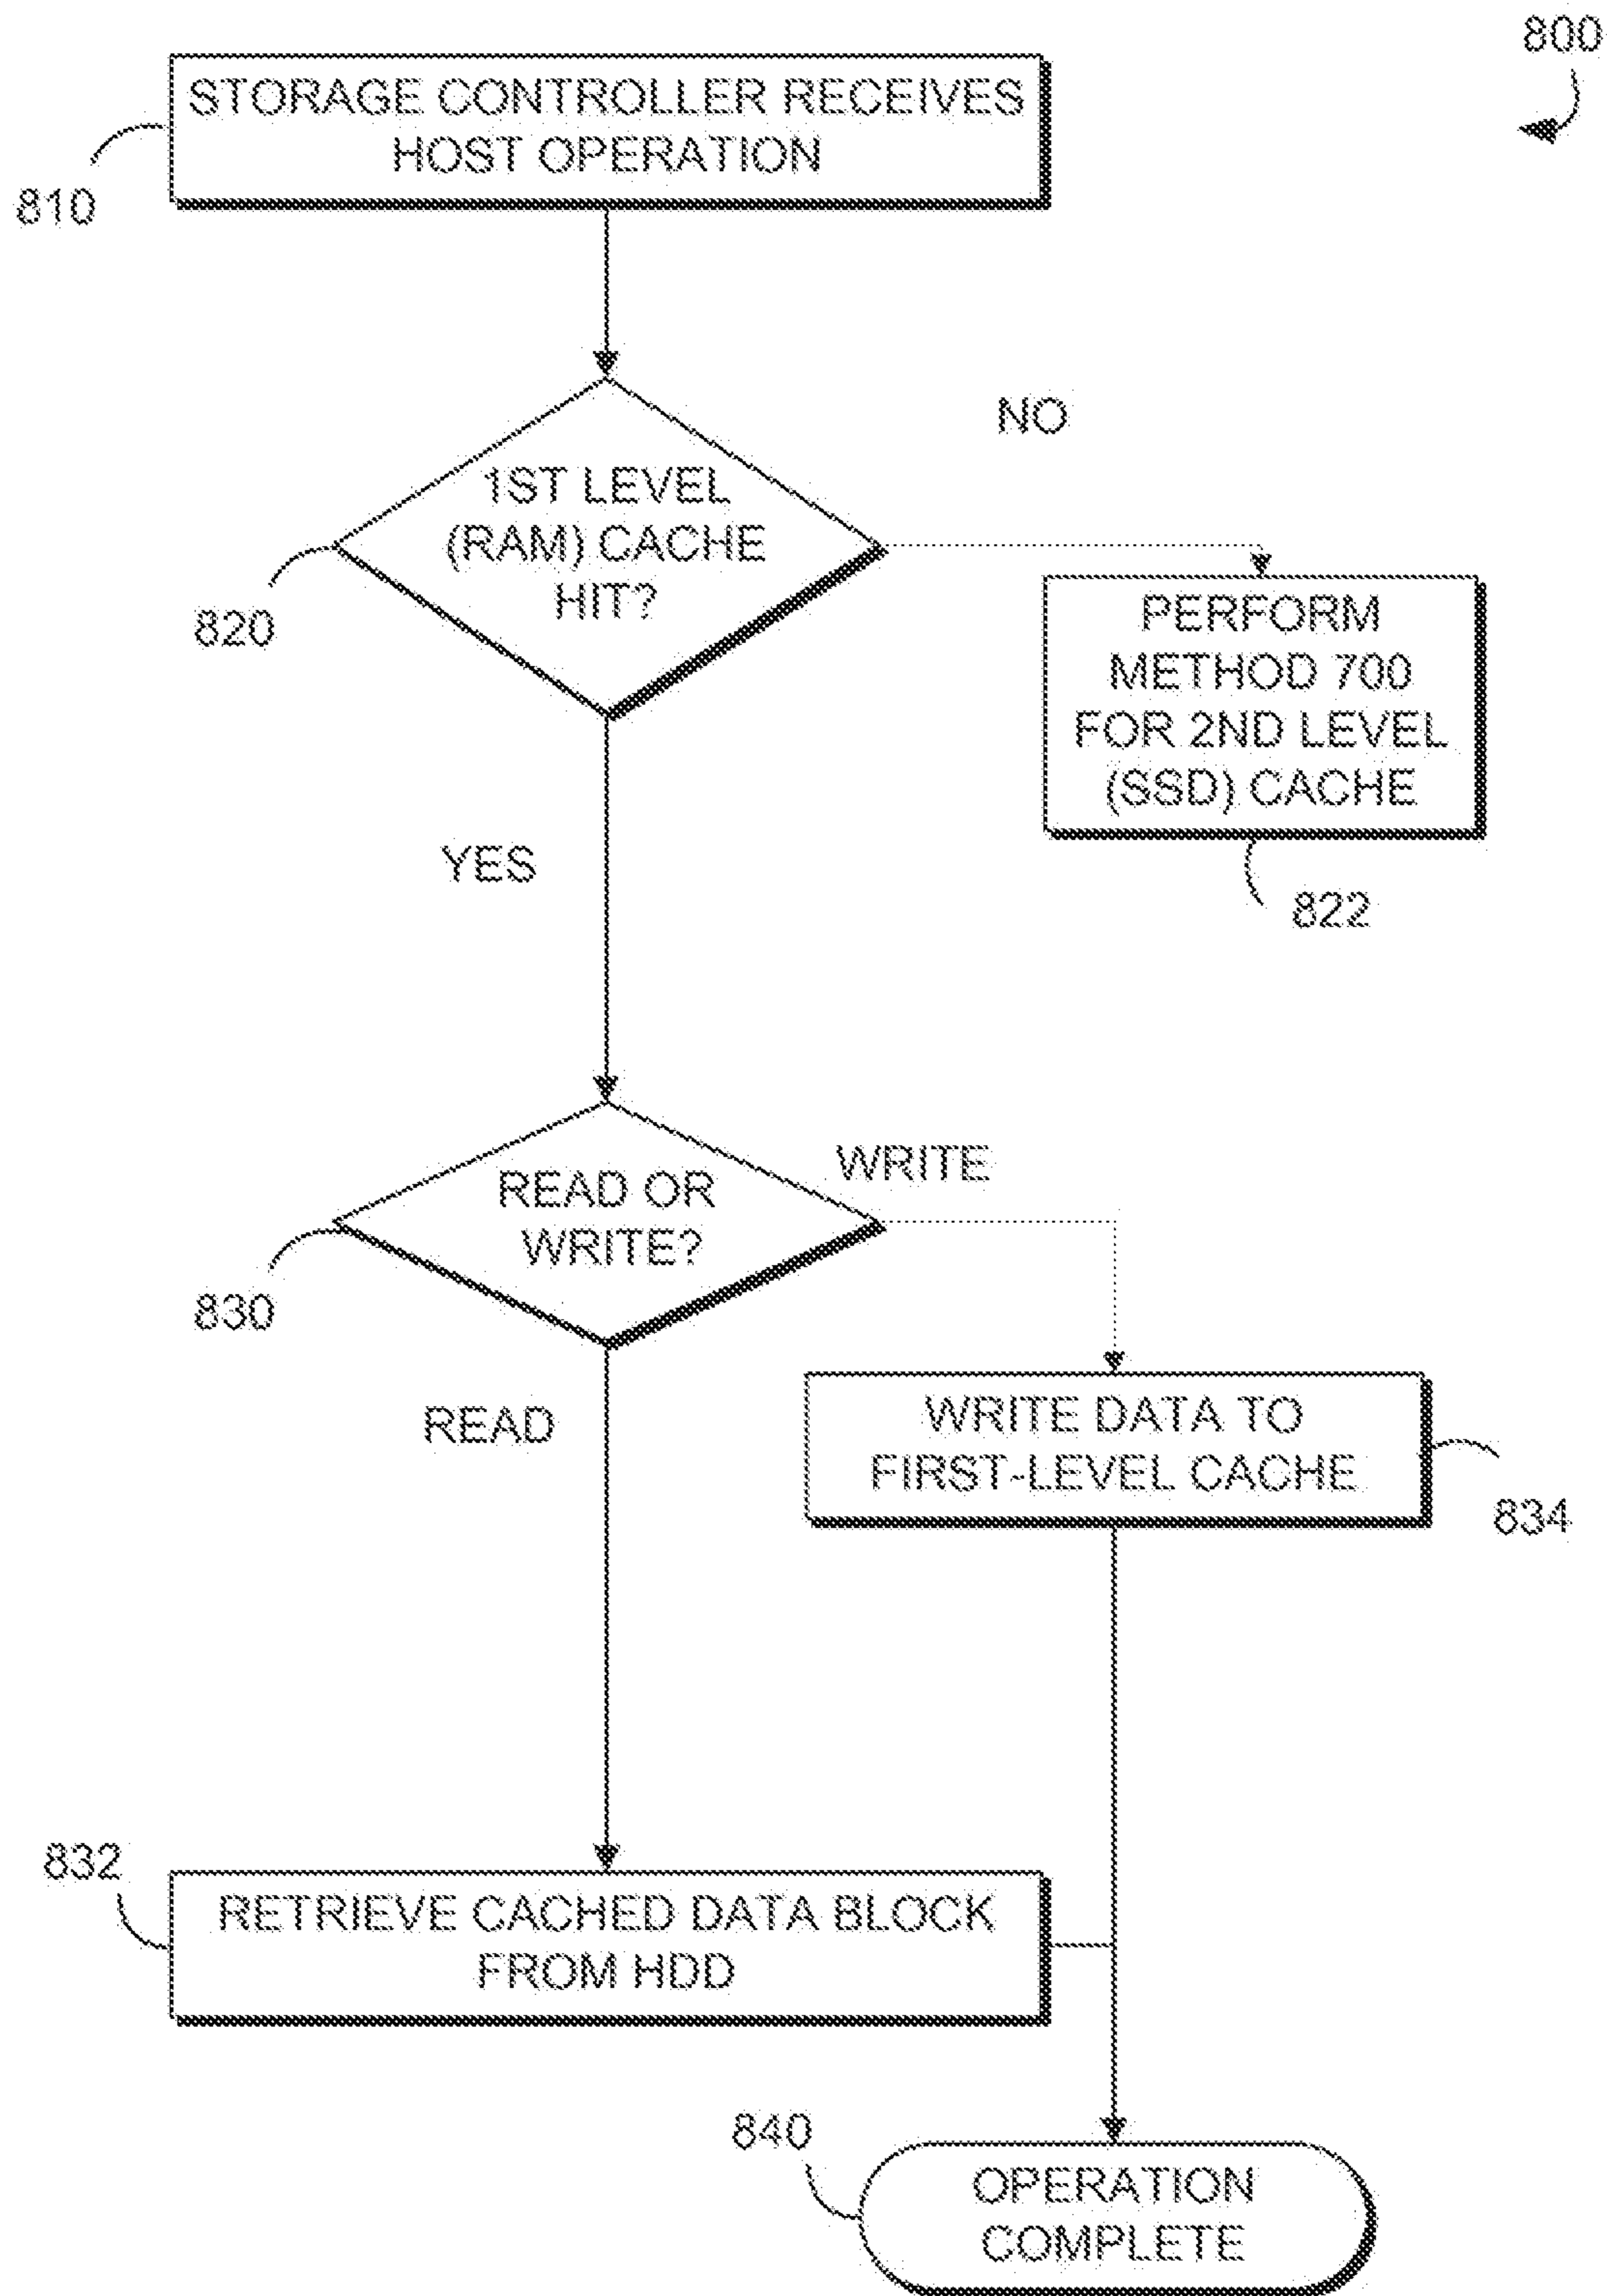 800
STORAGE CONTROLLER RECEIVES
HOST OPERATION
810
NO
1ST LEVEL
(RAM) CACHE
HIT?
820
PERFORM
METHOD 700
FOR 2ND LEVEL
(SSD) CACHE
822
YES
READ OR
WRITE?
WRITE
830
READ
WRITE DATA TO
FIRST-LEVEL CACHE
834
832
RETRIEVE CACHED DATA BLOCK
FROM HDD
840
OPERATION
COMPLETE